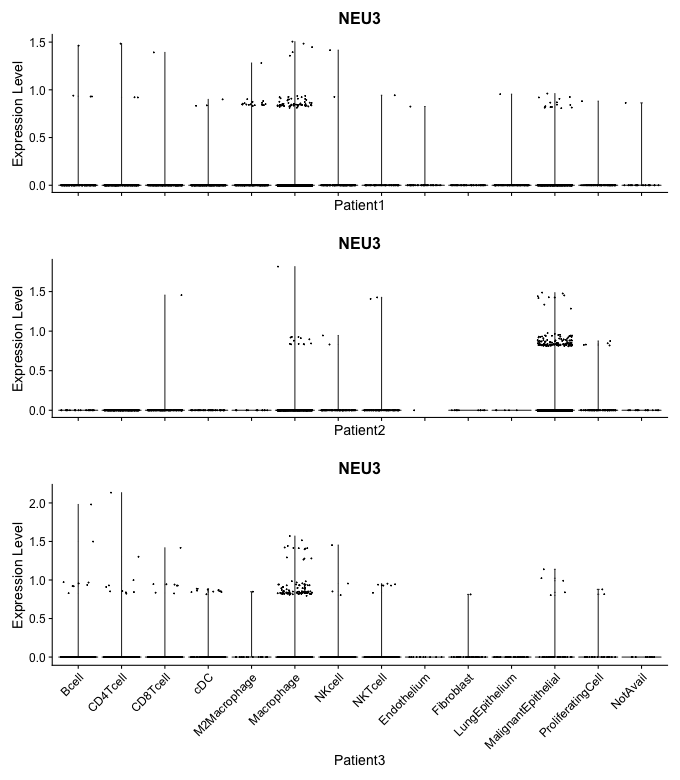 NEU3
Expression Level
1.5
1.0
0.5
0.0
Patient1
NEU3
Expression Level
1.5
1.0
0.5
0.0
Patient2
NEU3
Expression Level
2.0
1.5
1.0
0.5
0.0
Bcell
CD4Tcell
CD8Tcell
cDC
M2Macrophage
Macrophage
NKcell
NKTcell
Endothelium
Fibroblast
LungEpithelium
MalignantEpithelial
ProliferatingCell
NotAvail
Patient3